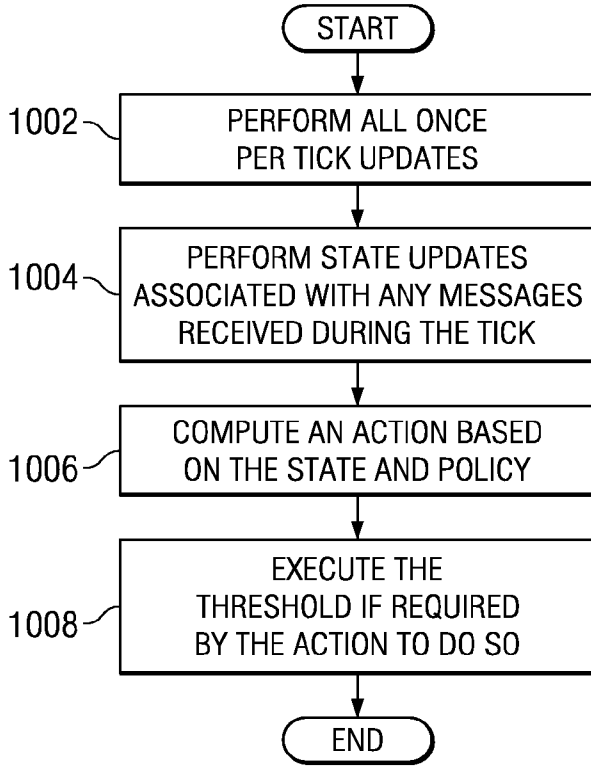 START
1002
PERFORM ALL ONCE
PER TICK UPDATES
1004
PERFORM STATE UPDATES
ASSOCIATED WITH ANY MESSAGES
RECEIVED DURING THE TICK
1006
COMPUTE AN ACTION BASED
ON THE STATE AND POLICY
1008
EXECUTE THE
THRESHOLD IF REQUIRED
BY THE ACTION TO DO SO
END